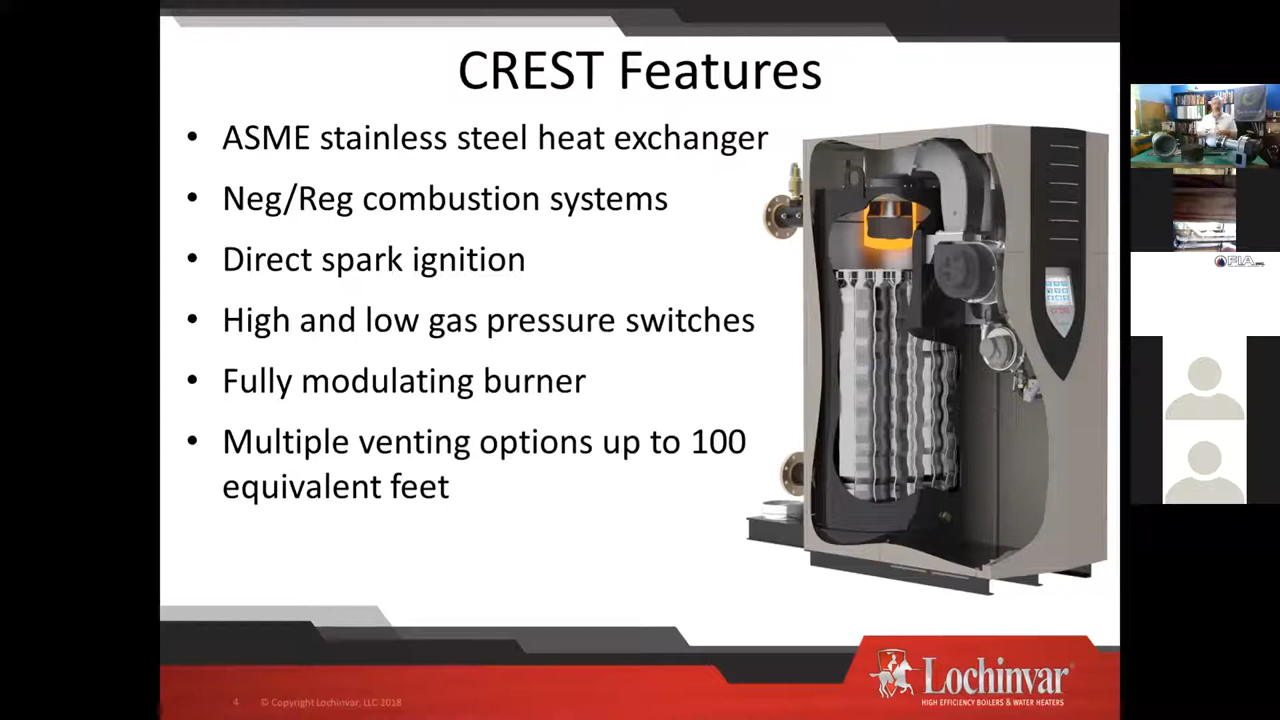 CREST Features
• ASME stainless steel heat exchanger
• Neg/Reg combustion systems
• Direct spark ignition
• High and low gas pressure switches
• Fully modulating burner
• Multiple venting options up to 100
equivalent feet
FIA
4 © Copyright Lochinvar, LLC 2018
Lochinvar®
HIGH EFFICIENCY BOILERS & WATER HEATERS